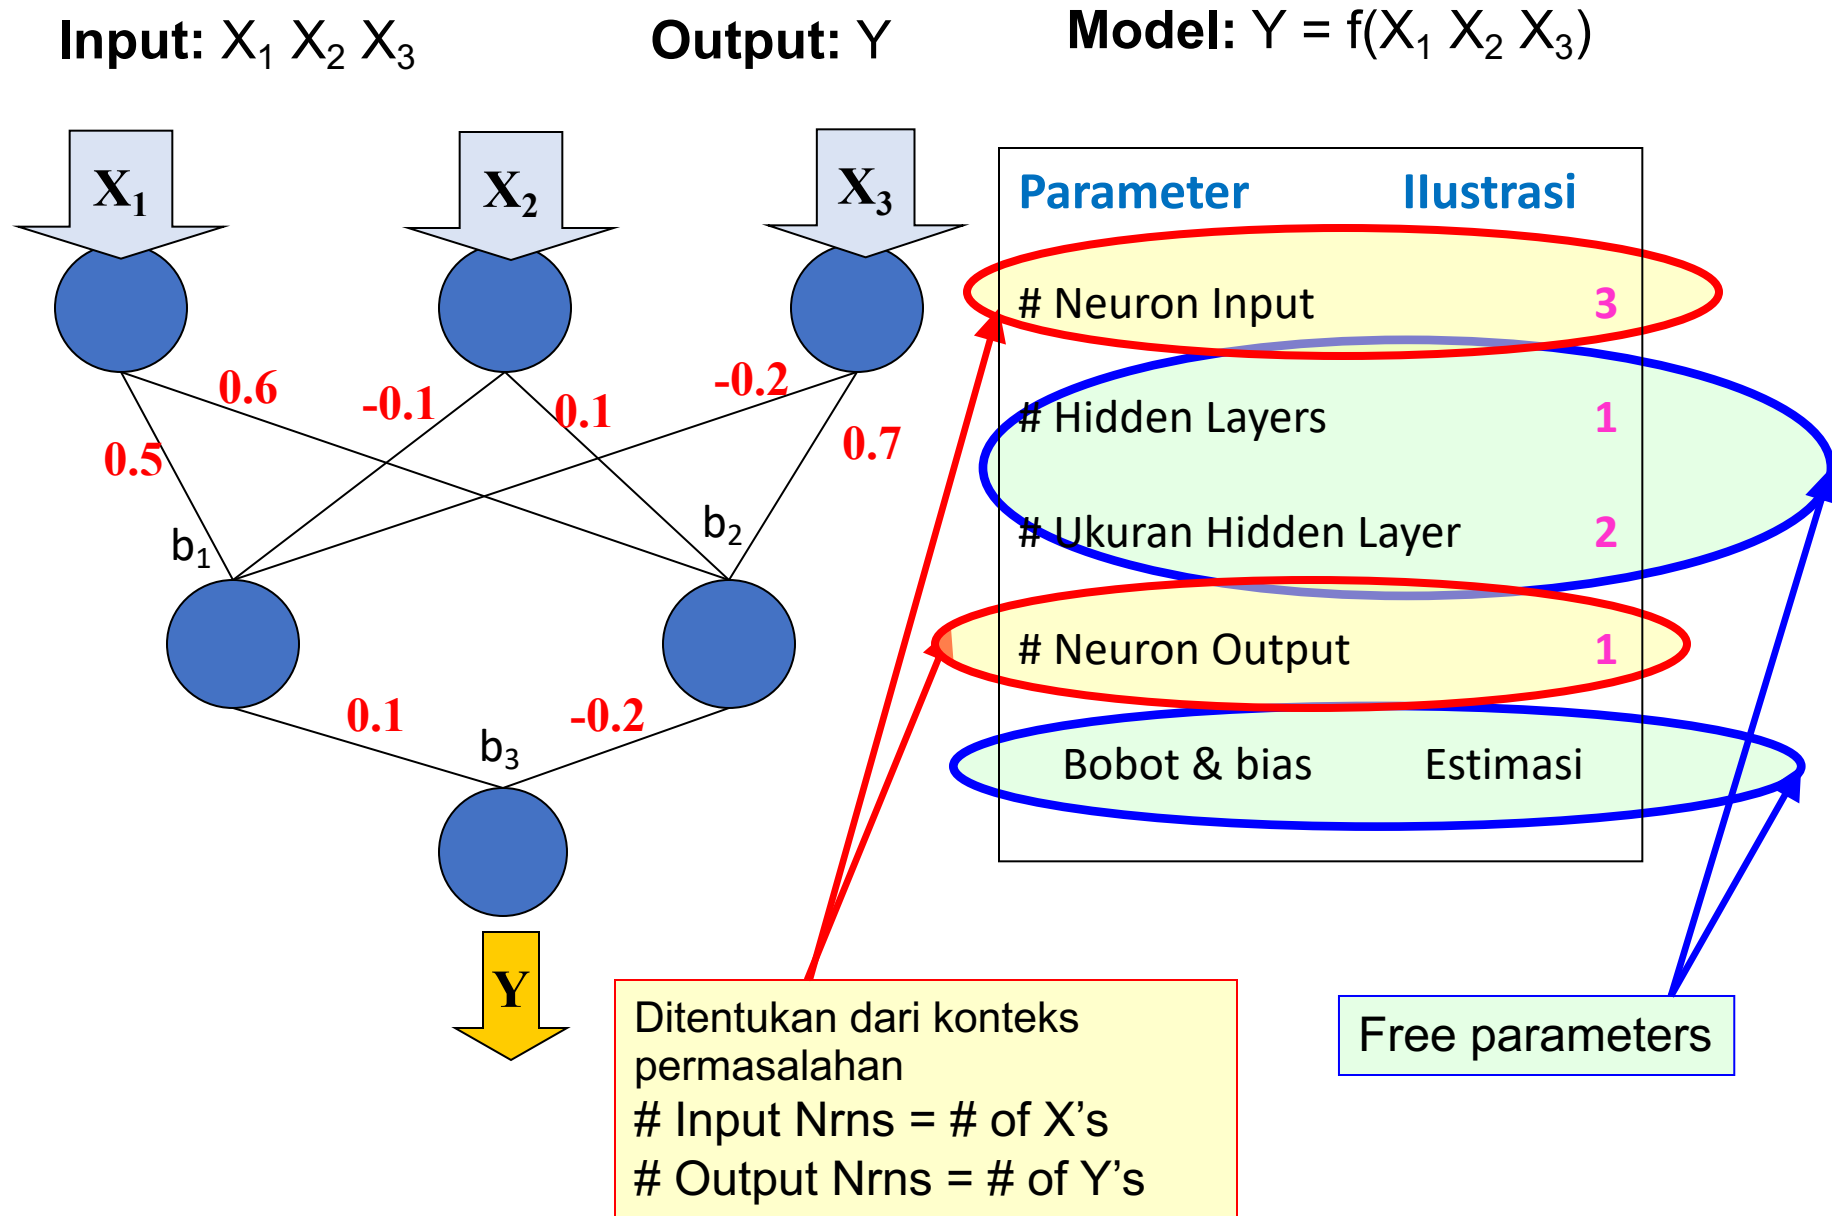 Input: X₁ X₂ X₃
Output: Y
Model: Y = f(X₁ X₂ X₃)
X₁
X₂
X₃
0.6
-0.1
0.1
-0.2
0.5
0.7
b₁
b₂
0.1
-0.2
b₃
Y
Parameter Ilustrasi
# Neuron Input 3
# Hidden Layers 1
# Ukuran Hidden Layer 2
# Neuron Output 1
Bobot & bias Estimasi
Ditentukan dari konteks
permasalahan
# Input Nrns = # of X’s
# Output Nrns = # of Y’s
Free parameters